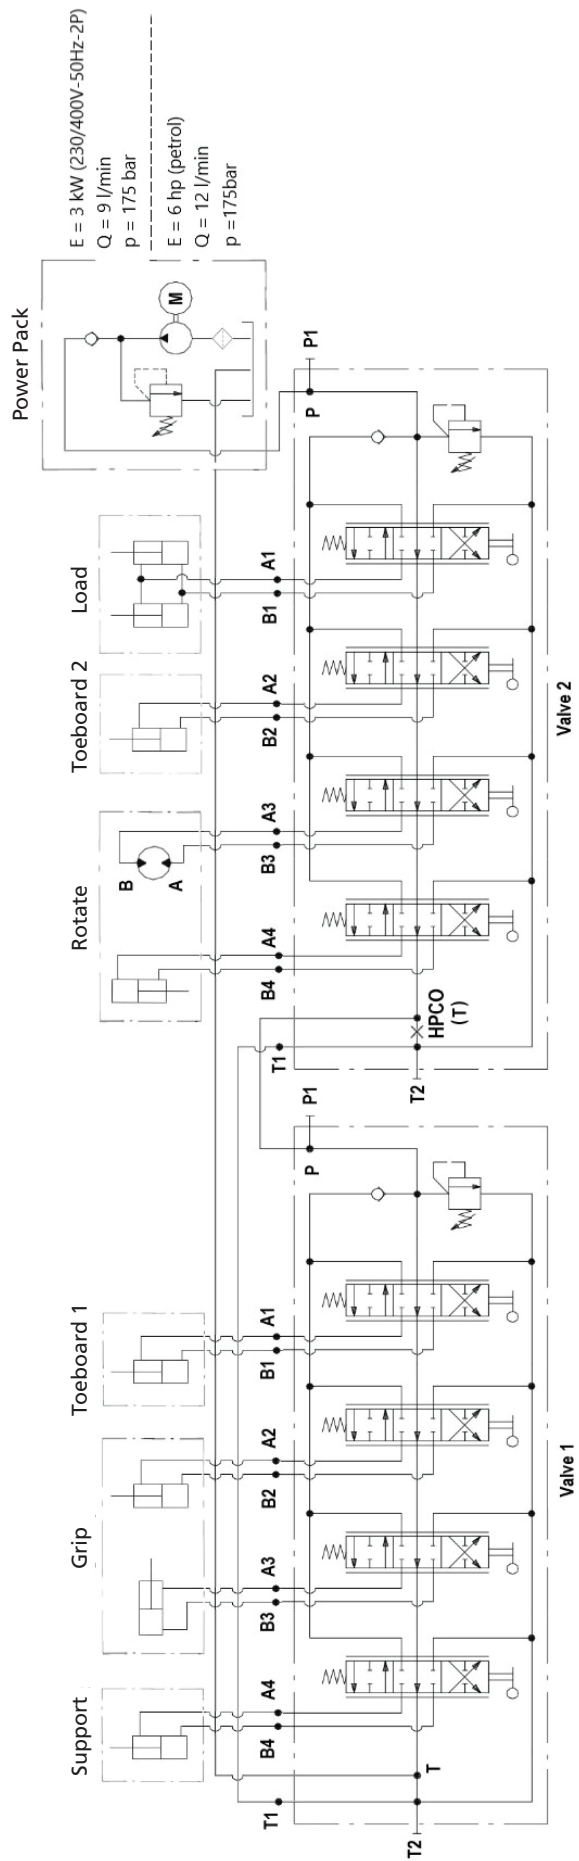 Power Pack
E = 3 kW (230/400V-50Hz-2P)
Q = 9 l/min
p = 175 bar
E = 6 hp (petrol)
Q = 12 l/min
p =175bar
M
Support
Grip
Toeboard 1
Rotate
B
A
Toeboard 2
Load
B4
A4
B3
A3
B2
A2
B1
A1
T1
T2
T
P
P1
Valve 1
B4
A4
B3
A3
B2
A2
B1
A1
T1
T2
HPCO
(T)
P
P1
Valve 2